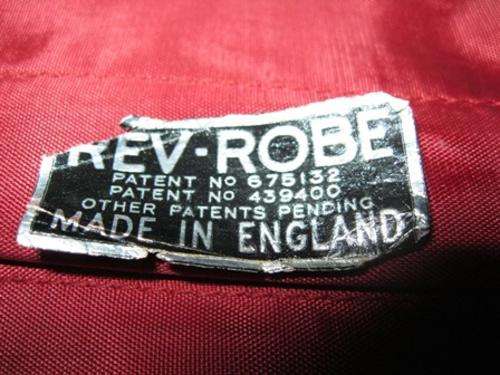 REV-ROBE
PATENT No 675132
PATENT No 439400
OTHER PATENTS PENDING
MADE IN ENGLAND